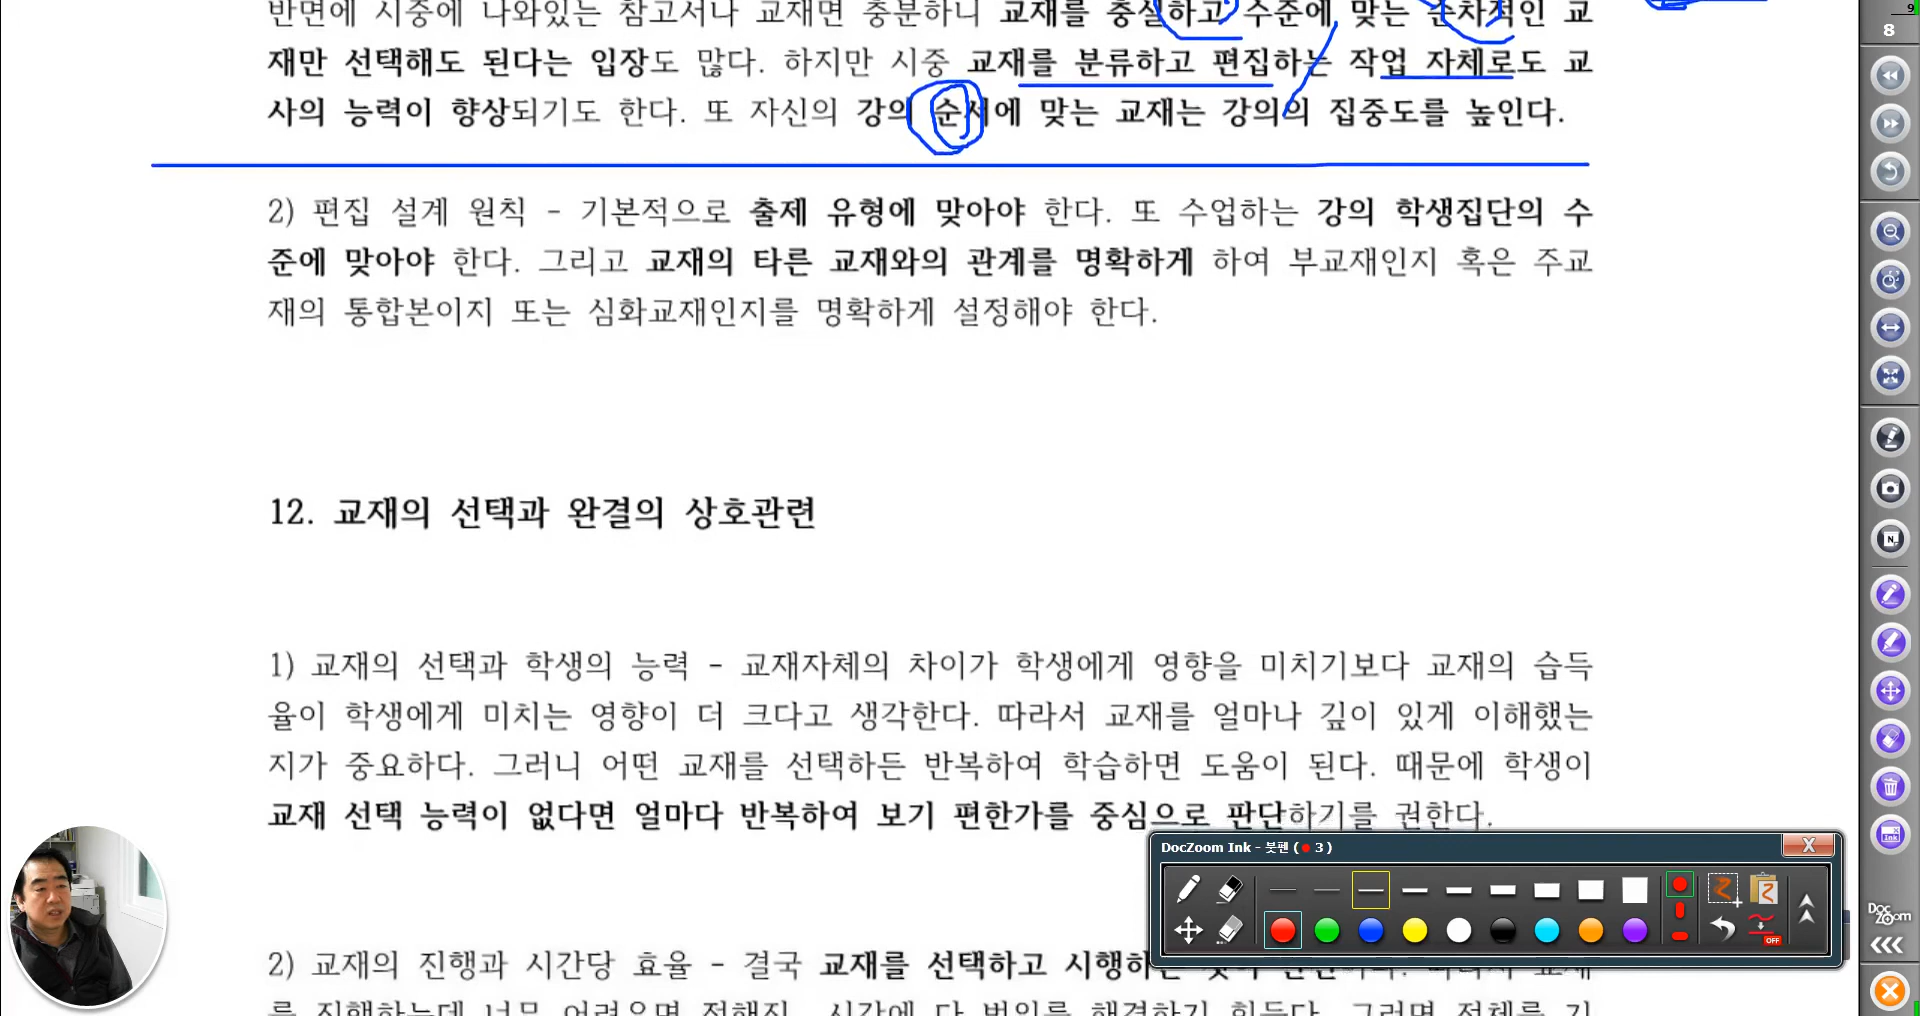 반면에 시중에 나와있는 참고서나 교재면 충분하니 교재를 충실하고 수준에 맞는 순차적인 교
재만 선택해도 된다는 입장도 많다. 하지만 시중 교재를 분류하고 편집하는 작업 자체로도 교
사의 능력이 향상되기도 한다. 또 자신의 강의 순서에 맞는 교재는 강의의 집중도를 높인다.
2) 편집 설계 원칙 - 기본적으로 출제 유형에 맞아야 한다. 또 수업하는 강의 학생집단의 수
준에 맞아야 한다. 그리고 교재의 타른 교재와의 관계를 명확하게 하여 부교재인지 혹은 주교
재의 통합본이지 또는 심화교재인지를 명확하게 설정해야 한다.
12. 교재의 선택과 완결의 상호관련
1) 교재의 선택과 학생의 능력 - 교재자체의 차이가 학생에게 영향을 미치기보다 교재의 습득
율이 학생에게 미치는 영향이 더 크다고 생각한다. 따라서 교재를 얼마나 깊이 있게 이해했는
지가 중요하다. 그러니 어떤 교재를 선택하든 반복하여 학습하면 도움이 된다. 때문에 학생이
교재 선택 능력이 없다면 얼마다 반복하여 보기 편한가를 중심으로 판단하기를 권한다.
2) 교재의 진행과 시간당 효율 - 결국 교재를 선택하고 시행하는
DocZoom Ink - 붓펜 ( 3 )
X
OFF
9
8
N
Ink
Doc
Zoom